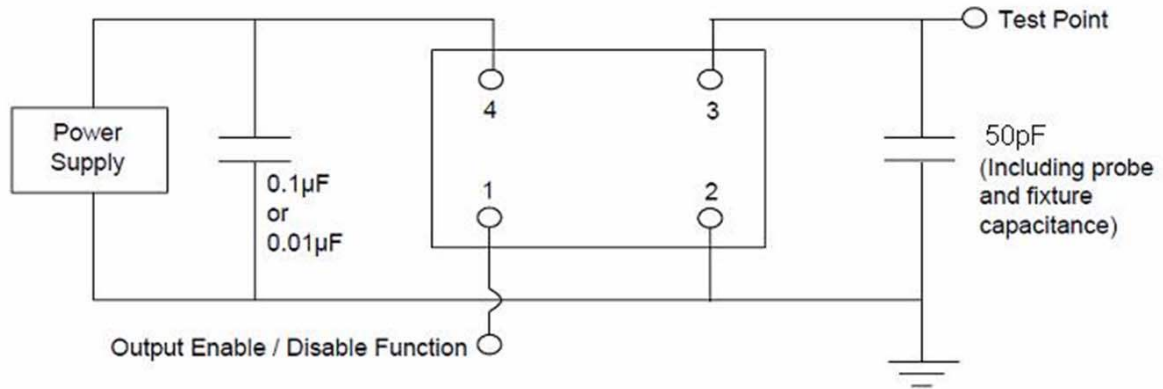 Test Point
4
3
Power
Supply
50pF
(Including probe
and fixture
capacitance)
0.1µF
or
0.01µF
1
2
Output Enable / Disable Function